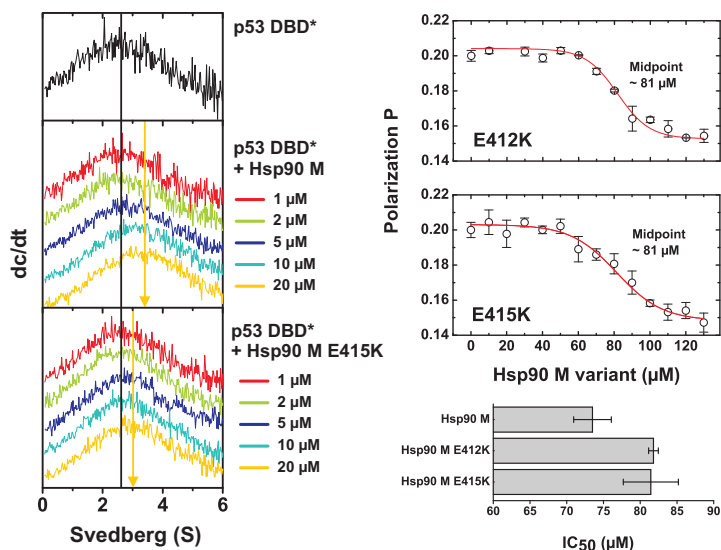 p53 DBD*
p53 DBD*
+ Hsp90 M
1 µM
2 µM
5 µM
10 µM
20 µM
p53 DBD*
+ Hsp90 M E415K
1 µM
2 µM
5 µM
10 µM
20 µM
dc/dt
0 2 4 6
Svedberg (S)
0.20
0.18
0.16
0.14
Midpoint
~ 81 µM
E412K
Polarization P
0.20
0.18
0.16
0.14
Midpoint
~ 81 µM
E415K
0 20 40 60 80 100 120
Hsp90 M variant (µM)
Hsp90 M
Hsp90 M E412K
Hsp90 M E415K
60 65 70 75 80 85 90
IC50 (µM)